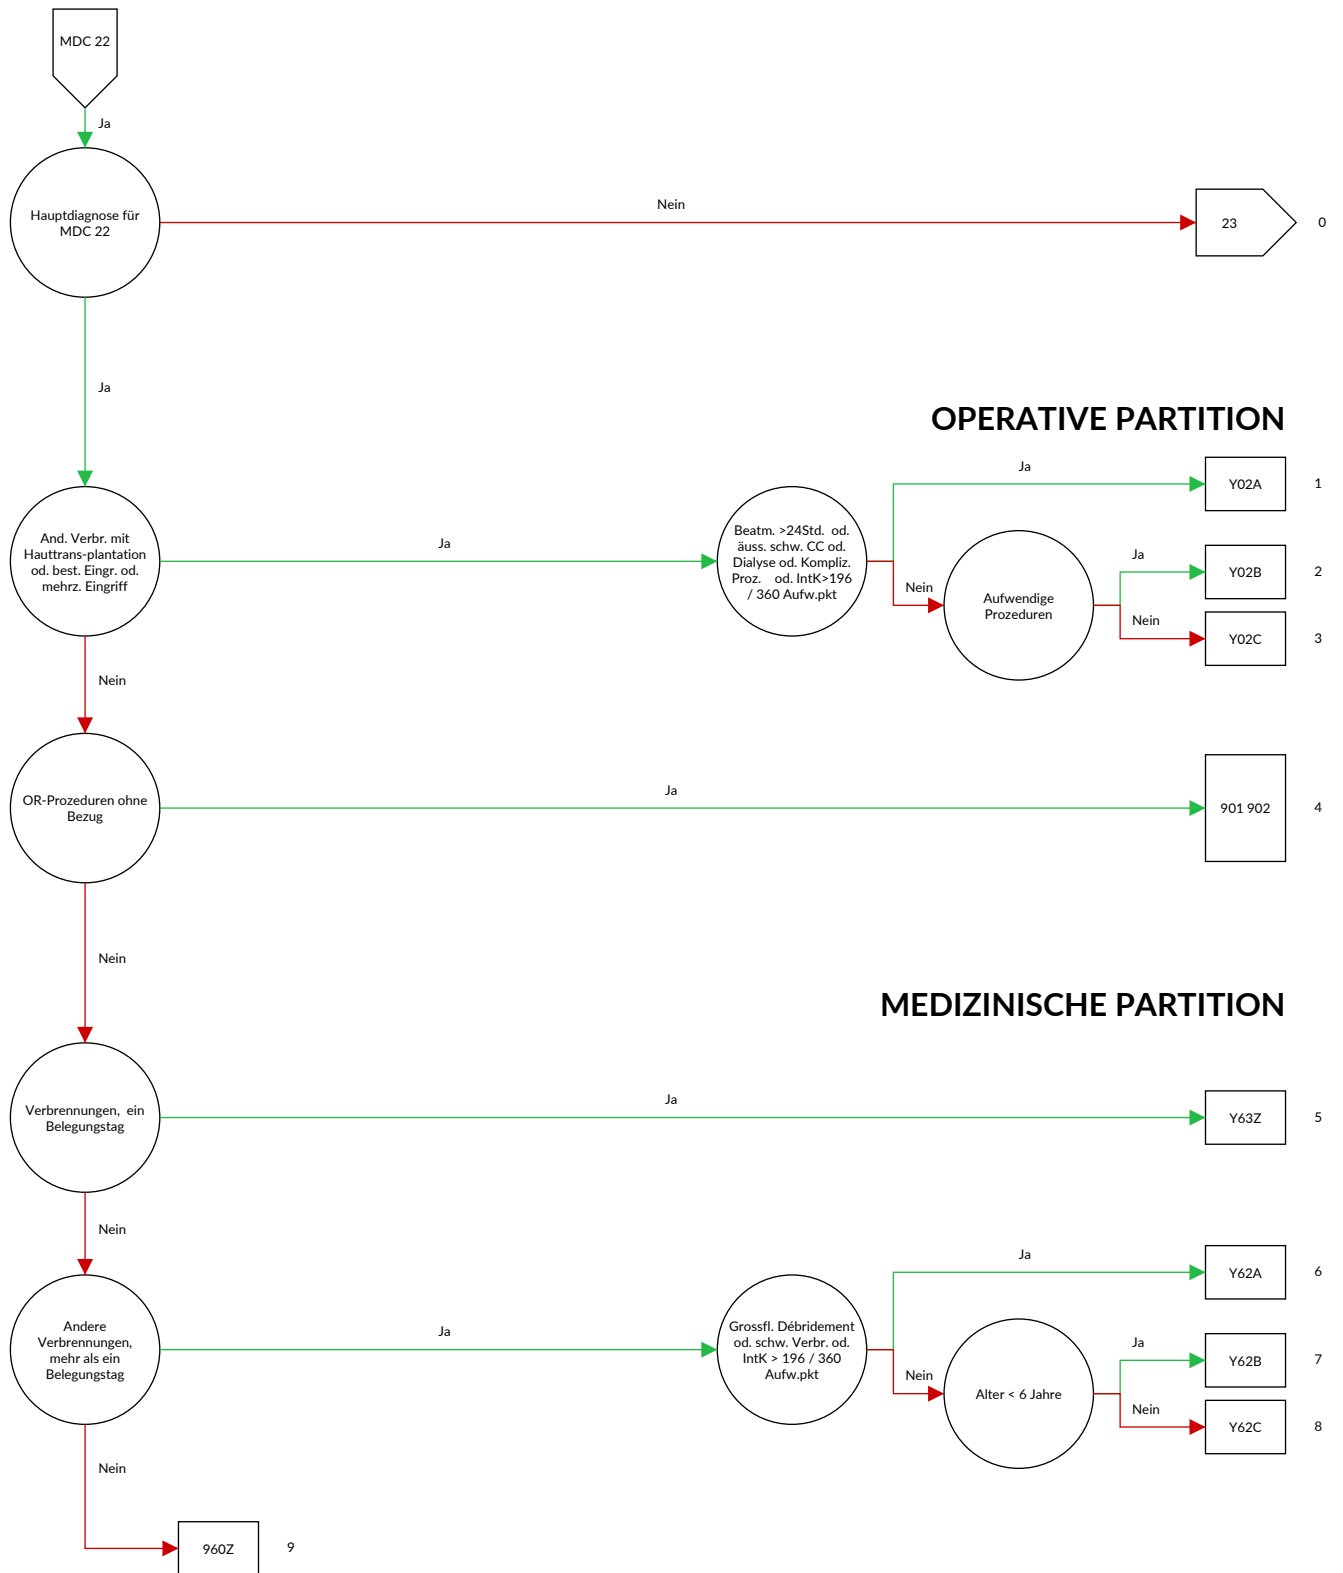 MDC 22
Ja
Hauptdiagnose für
MDC 22
Nein
23
0
Ja
OPERATIVE PARTITION
And. Verbr. mit
Hauttrans-plantation
od. best. Eingr. od.
mehrz. Eingriff
Ja
Beatm. >24Std. od.
äuss. schw. CC od.
Dialyse od. Kompliz.
Proz. od. IntK>196
/ 360 Aufw.pkt
Ja
Y02A
1
Nein
Aufwendige
Prozeduren
Ja
Y02B
2
Nein
Y02C
3
Nein
OR-Prozeduren ohne
Bezug
Ja
901 902
4
Nein
MEDIZINISCHE PARTITION
Verbrennungen, ein
Belegungstag
Ja
Y63Z
5
Nein
Andere
Verbrennungen,
mehr als ein
Belegungstag
Ja
Grossfl. Débridement
od. schw. Verbr. od.
IntK > 196 / 360
Aufw.pkt
Ja
Y62A
6
Nein
Alter < 6 Jahre
Ja
Y62B
7
Nein
Y62C
8
Nein
960Z
9